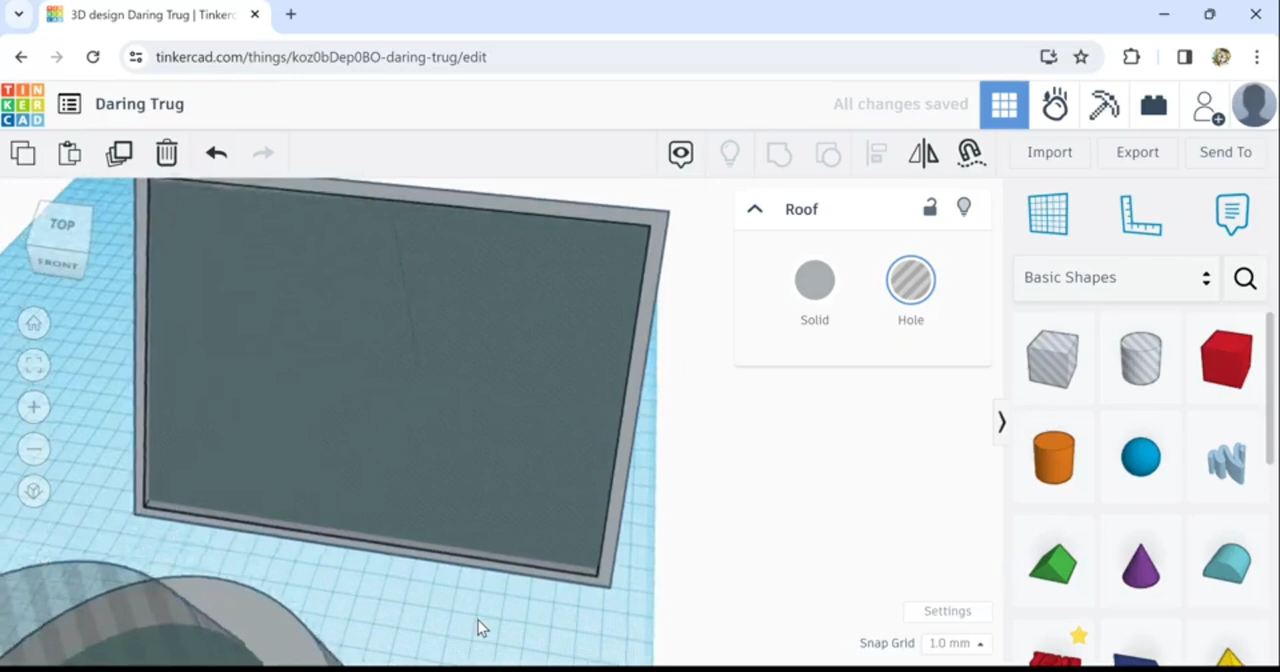 3D design Daring Trug | Tinkerc
tinkercad.com/things/koz0bDep0BO-daring-trug/edit
TIN
KER
CAD
Daring Trug
All changes saved
Import
Export
Send To
TOP
FRONT
Roof
Solid
Hole
Basic Shapes
Settings
Snap Grid
1.0 mm